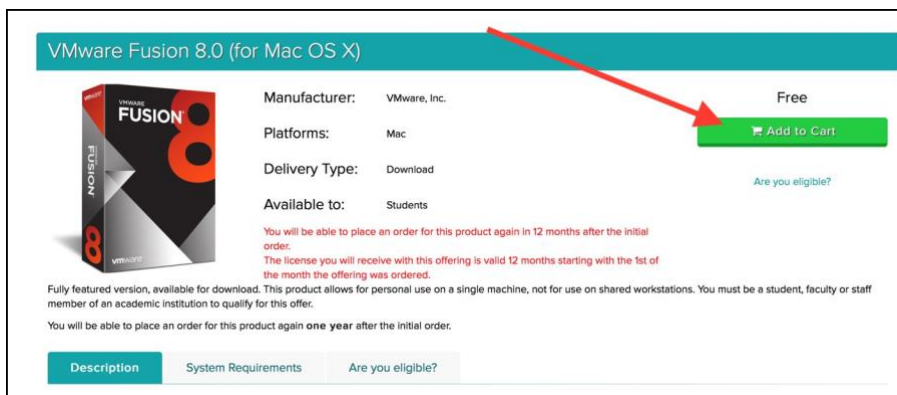 VMware Fusion 8.0 (for Mac OS X)
vmware
VMWARE
FUSION
8
FUSION
8
vmware
Manufacturer: VMware, Inc.
Platforms: Mac
Delivery Type: Download
Available to: Students
Free
Add to Cart
Are you eligible?
You will be able to place an order for this product again in 12 months after the initial
order.
The license you will receive with this offering is valid 12 months starting with the 1st of
the month the offering was ordered.
Fully featured version, available for download. This product allows for personal use on a single machine, not for use on shared workstations. You must be a student, faculty or staff
member of an academic institution to qualify for this offer.
You will be able to place an order for this product again one year after the initial order.
Description System Requirements Are you eligible?